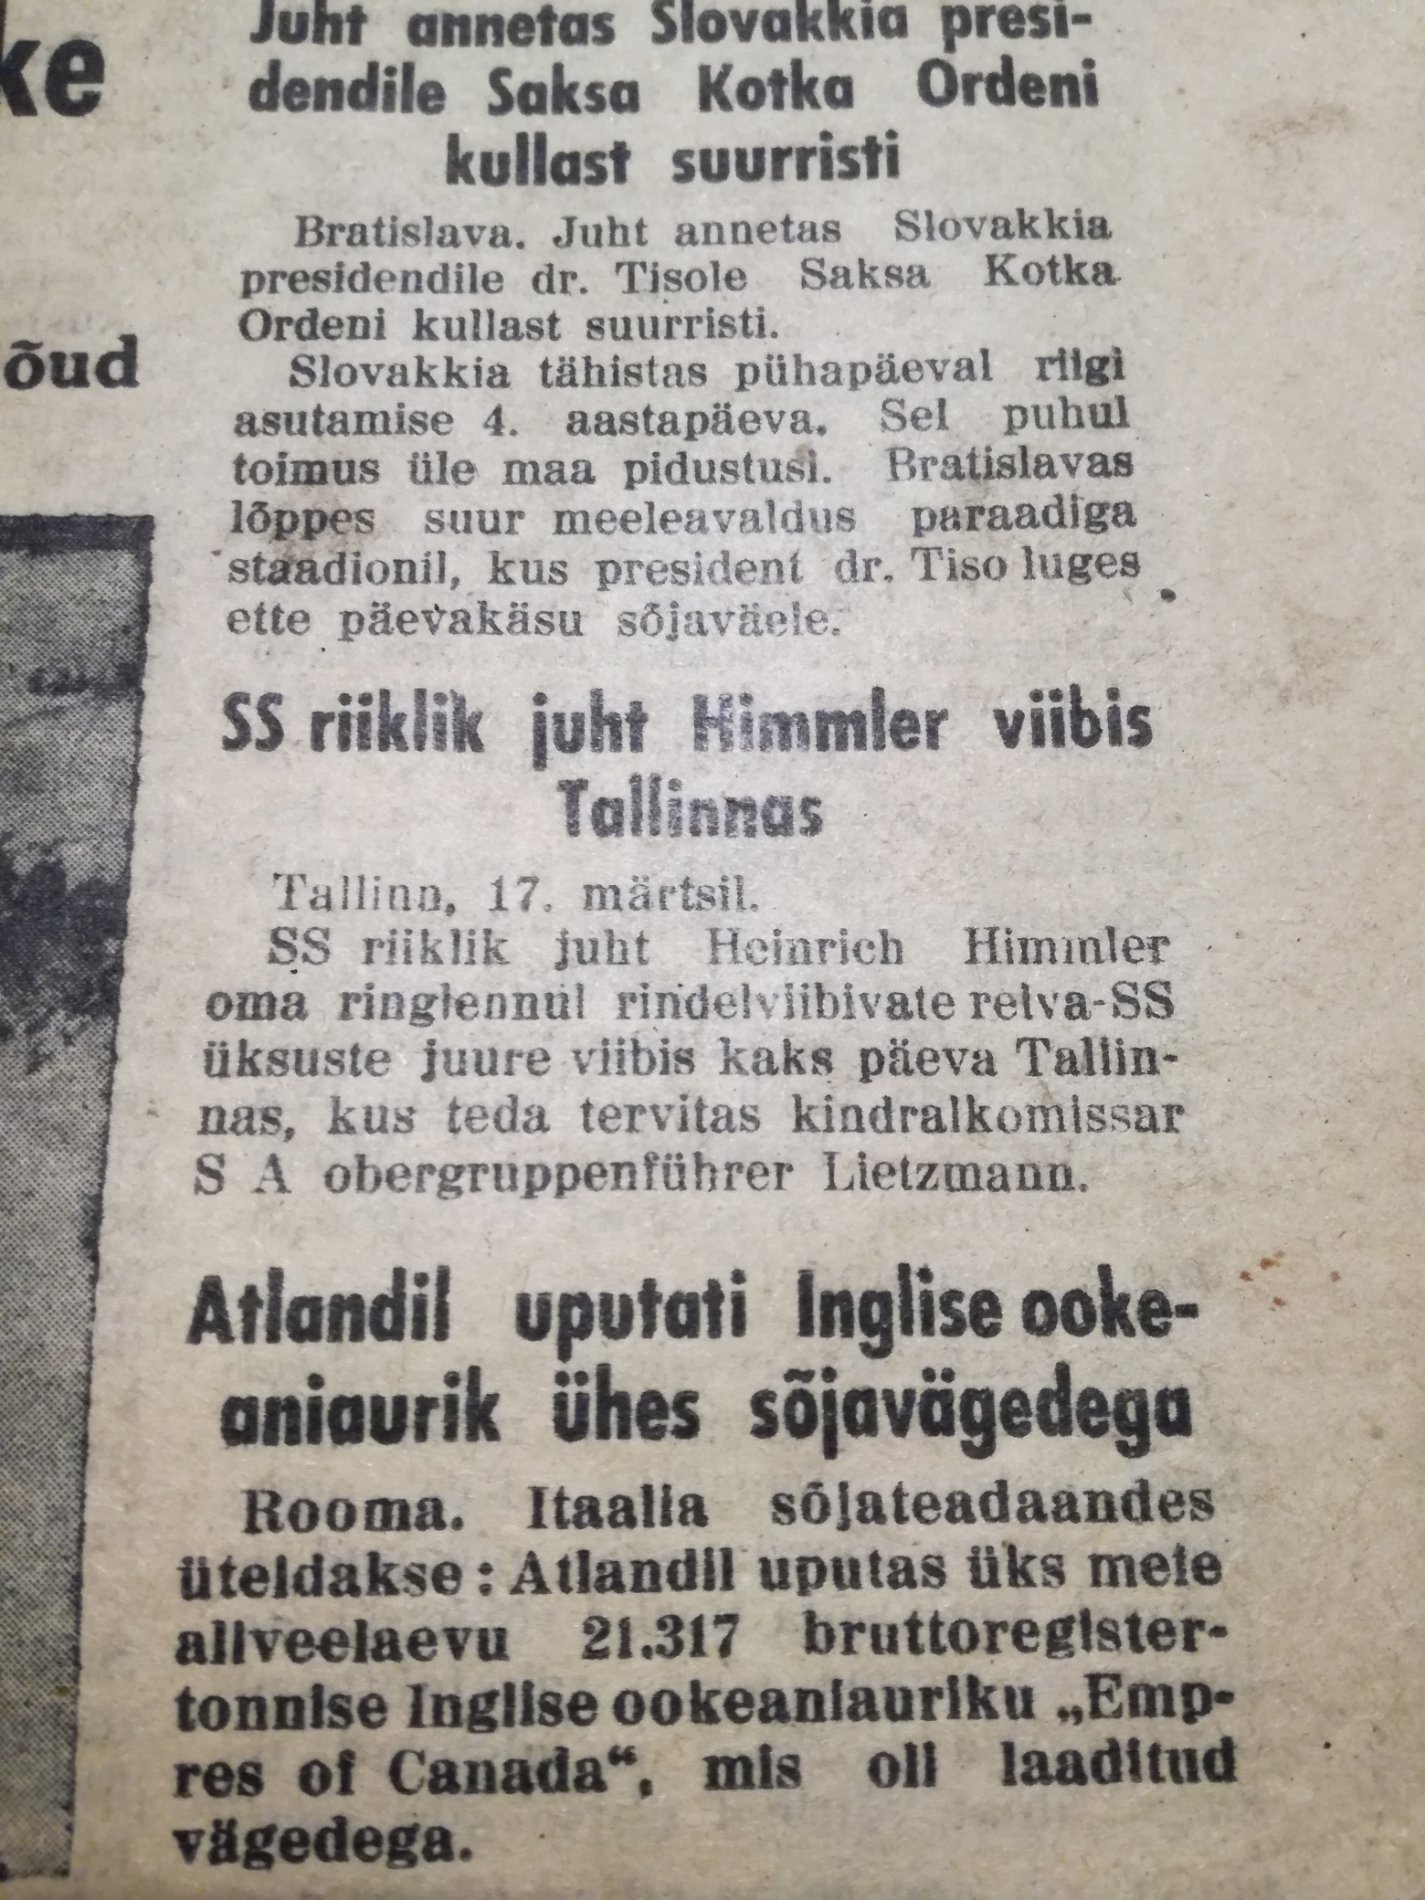 ke
õud
Juht annetas Slovakkia presi-
dendile Saksa Kotka Ordeni
kullast suurristi
Bratislava. Juht annetas Slovakkia
presidendile dr. Tisole Saksa Kotka
Ordeni kullast suurristi.
Slovakkia tähistas pühapäeval riigi
asutamise 4. aastapäeva. Sel puhul
toimus üle maa pidustusi. Bratislavas
lõppes suur meeleavaldus paraadiga
staadionil, kus president dr. Tiso luges
ette päevakäsu sõjaväele.
SS riiklik juht Himmler viibis
Tallinnas
Tallinn, 17. märtsil.
SS riiklik juht Heinrich Himmler
oma ringlennul rindelviibivate relva-SS
üksuste juure viibis kaks päeva Tallin-
nas, kus teda tervitas kindralkomissar
S A obergruppenführer Lietzmann.
Atlandil uputati Inglise ooke-
aniaurik ühes sõjavägedega
Rooma. Itaalia sõjateadaandes
üteldakse: Atlandil uputas üks meie
allveelaevu 21.317 bruttoregister-
tonnise Inglise ookeaniauriku „Emp-
res of Canada“, mis oli laaditud
vägedega.